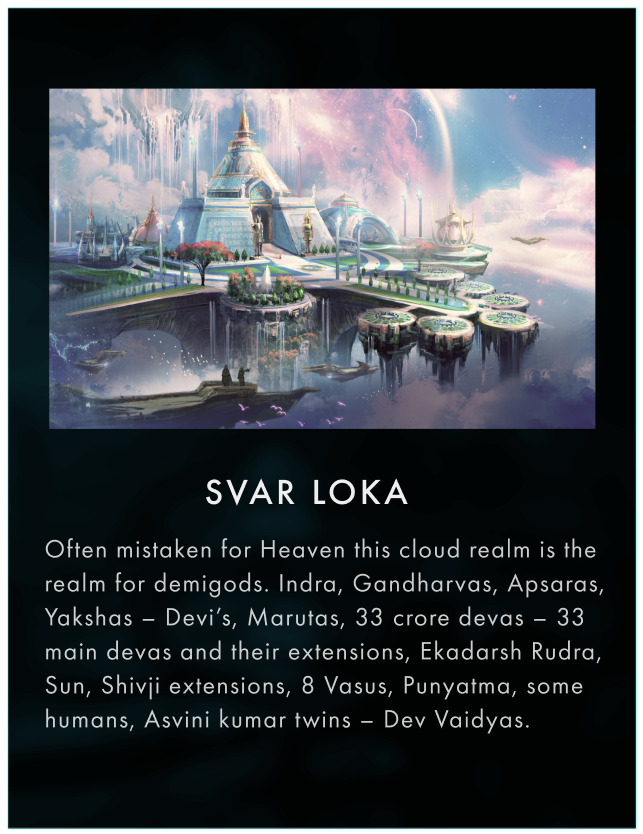 SVAR LOKA
Often mistaken for Heaven this cloud realm is the
realm for demigods. Indra, Gandharvas, Apsaras,
Yakshas – Devi’s, Marutas, 33 crore devas – 33
main devas and their extensions, Ekadarsh Rudra,
Sun, Shivji extensions, 8 Vasus, Punyatma, some
humans, Asvini kumar twins – Dev Vaidyas.